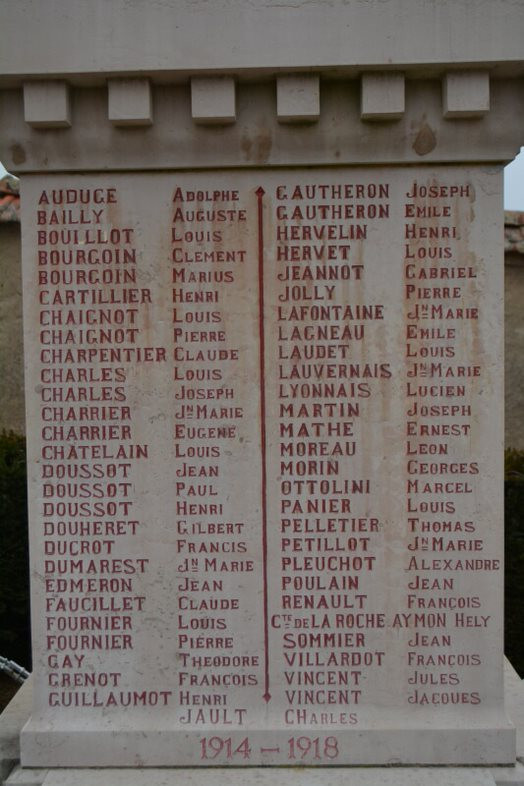 AUDUGE ADOLPHE
BAILLY AUGUSTE
BOUILLOT LOUIS
BOURGOIN CLEMENT
BOURGOIN MARIUS
CARTILLIER HENRI
CHAIGNOT LOUIS
CHAIGNOT PIERRE
CHARPENTIER CLAUDE
CHARLES LOUIS
CHARLES JOSEPH
CHARRIER JN MARIE
CHARRIER EUGENE
CHÂTELAIN LOUIS
DOUSSOT JEAN
DOUSSOT PAUL
DOUSSOT HENRI
DOUHERET GILBERT
DUCROT FRANCIS
DUMAREST JN MARIE
EDMERON JEAN
FAUCILLET CLAUDE
FOURNIER LOUIS
FOURNIER PIERRE
GAY THEODORE
GRENOT FRANÇOIS
GUILLAUMOT HENRI
GAUTHERON JOSEPH
GAUTHERON EMILE
HERVELIN HENRI
HERVET LOUIS
JEANNOT GABRIEL
JOLLY PIERRE
LAFONTAINE JN MARIE
LAGNEAU EMILE
LAUDET LOUIS
LAUVERNAIS JN MARIE
LYONNAIS LUCIEN
MARTIN JOSEPH
MATHE ERNEST
MOREAU LEON
MORIN GEORGES
OTTOLINI MARCEL
PANIER LOUIS
PELLETIER THOMAS
PETILLOT JN MARIE
PLEUCHOT ALEXANDRE
POULAIN JEAN
RENAULT FRANÇOIS
CTE DE LA ROCHE AYMON HELY
SOMMIER JEAN
VILLARDOT FRANÇOIS
VINCENT JULES
VINCENT JACQUES
JAULT CHARLES
1914 – 1918